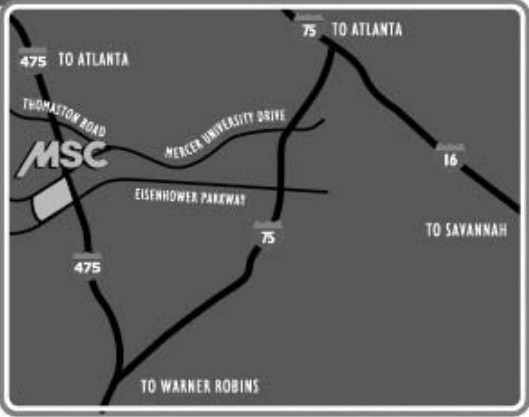 75 TO ATLANTA
475 TO ATLANTA
THOMASTON ROAD
MERCER UNIVERSITY DRIVE
MSC
16
EISENHOWER PARKWAY
75
TO SAVANNAH
475
TO WARNER ROBINS